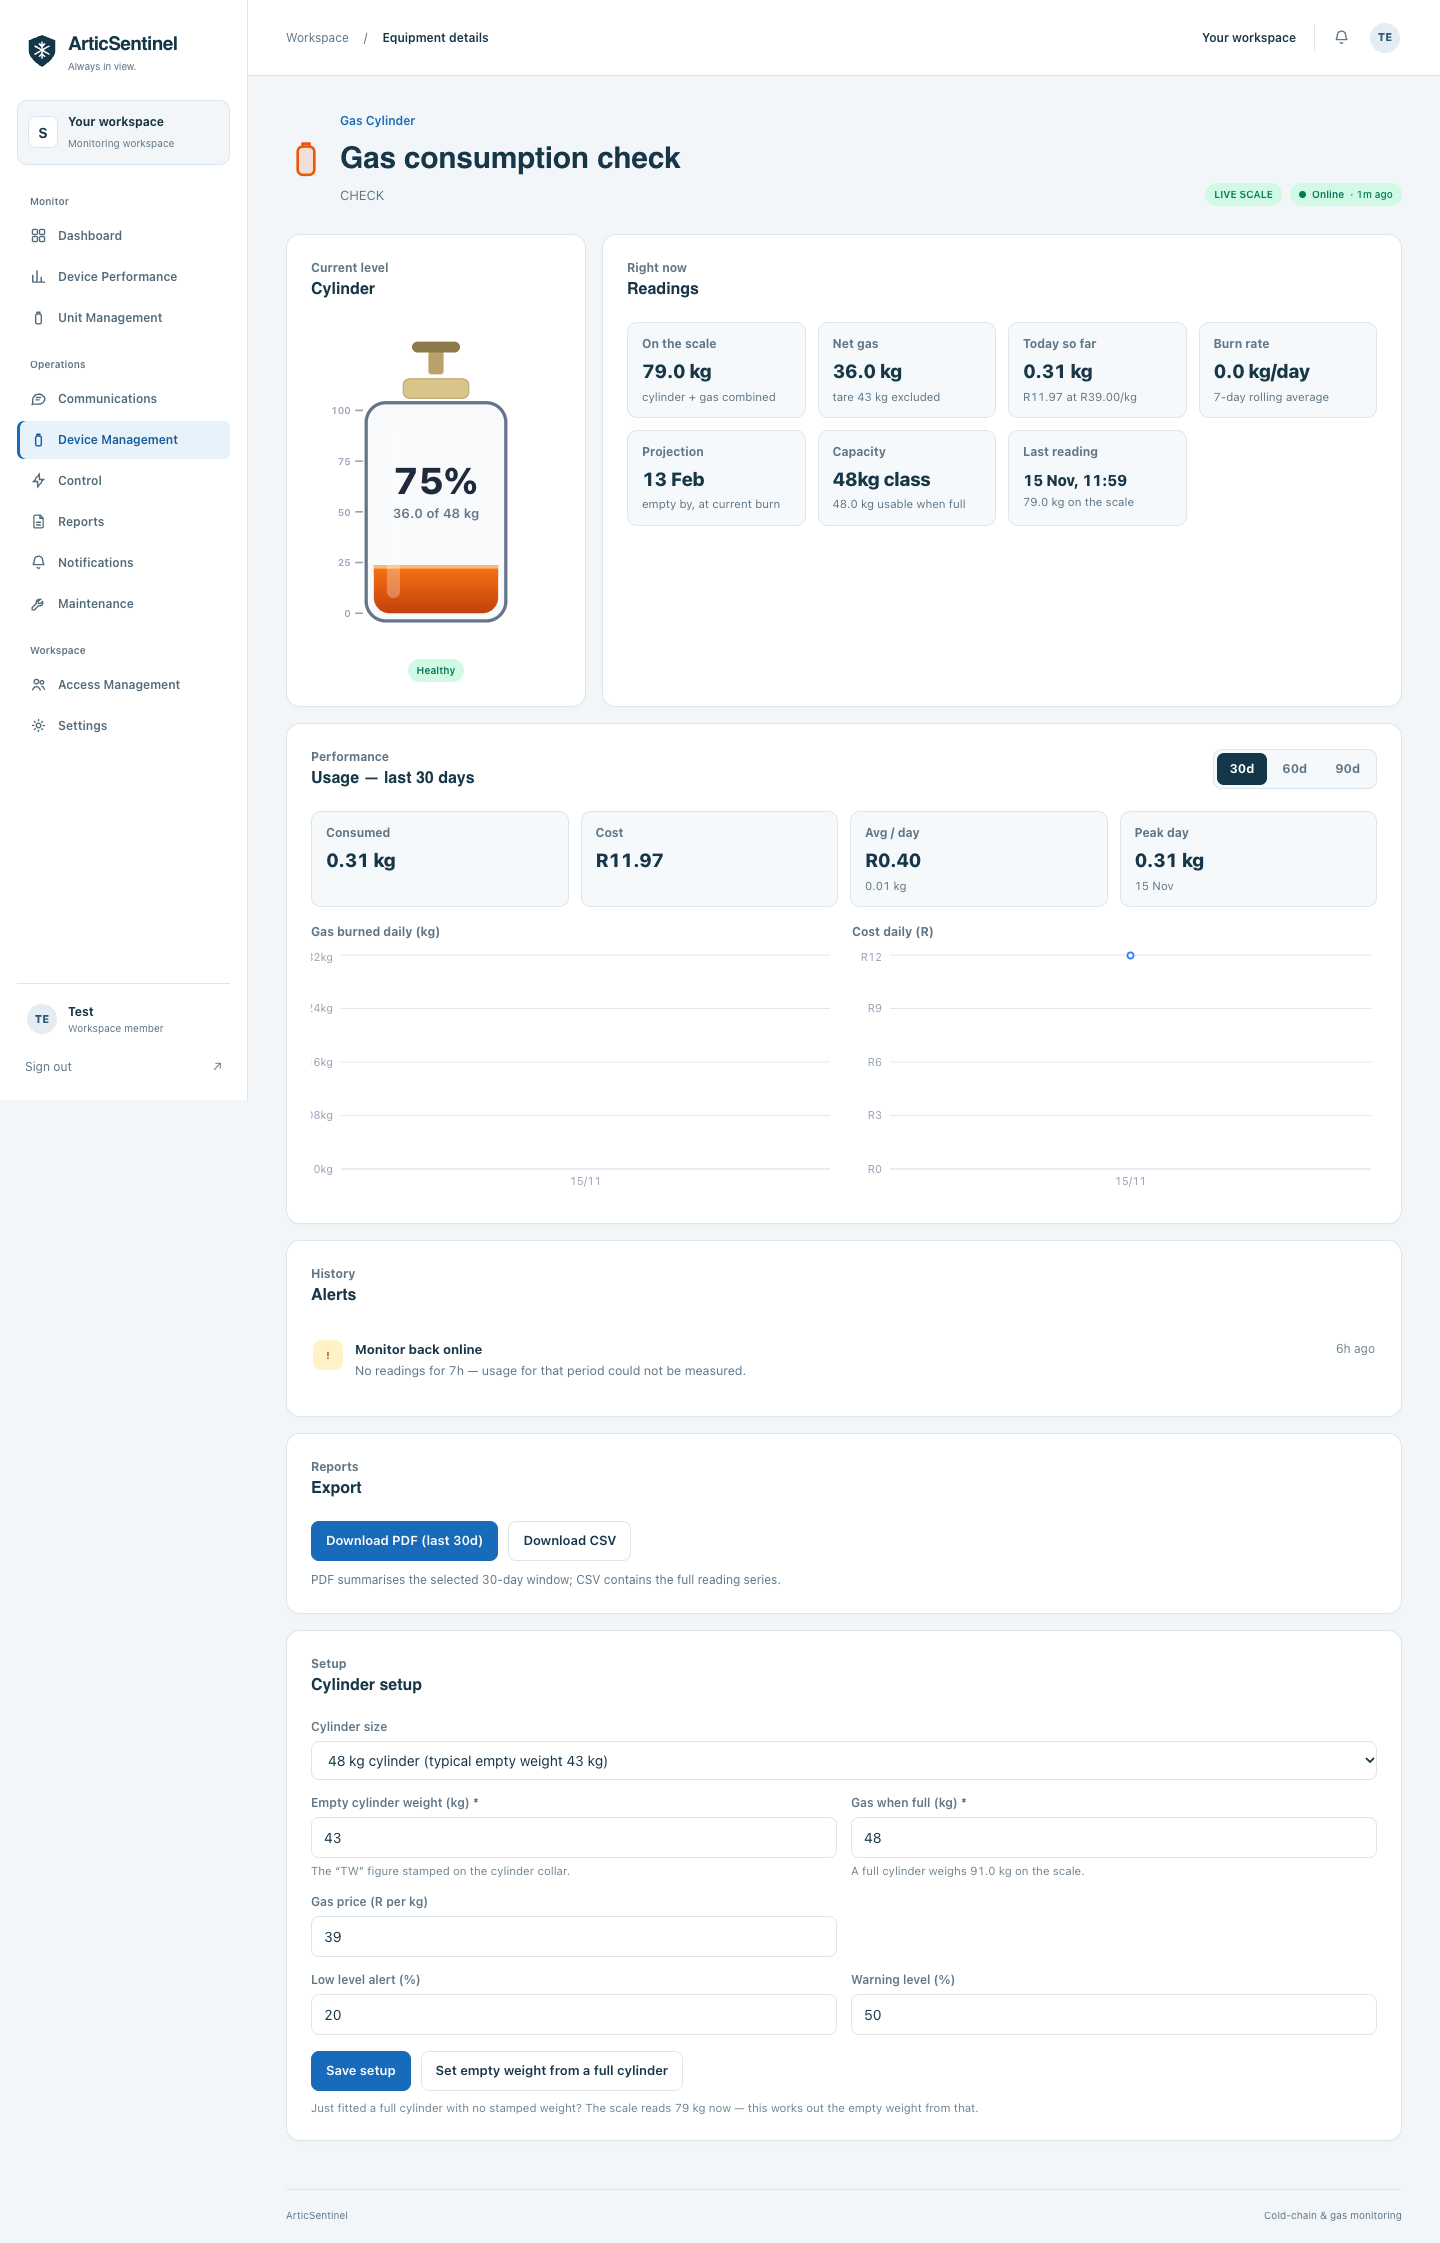 ArticSentinel
Always in view.
S
Your workspace
Monitoring workspace
Monitor
Dashboard
Device Performance
Unit Management
Operations
Communications
Device Management
Control
Reports
Notifications
Maintenance
Workspace
Access Management
Settings
TE
Test
Workspace member
Sign out
Workspace / Equipment details
Your workspace
TE
Gas Cylinder
Gas consumption check
CHECK
LIVE SCALE
Online · 1m ago
Current level
Cylinder
100
75
50
25
0
75%
36.0 of 48 kg
Healthy
Right now
Readings
On the scale
79.0 kg
cylinder + gas combined
Net gas
36.0 kg
tare 43 kg excluded
Today so far
0.31 kg
R11.97 at R39.00/kg
Burn rate
0.0 kg/day
7-day rolling average
Projection
13 Feb
empty by, at current burn
Capacity
48kg class
48.0 kg usable when full
Last reading
15 Nov, 11:59
79.0 kg on the scale
Performance
Usage — last 30 days
30d
60d
90d
Consumed
0.31 kg
Cost
R11.97
Avg / day
R0.40
0.01 kg
Peak day
0.31 kg
15 Nov
Gas burned daily (kg)
2kg
4kg
6kg
8kg
0kg
15/11
Cost daily (R)
R12
R9
R6
R3
R0
15/11
History
Alerts
!
Monitor back online
No readings for 7h — usage for that period could not be measured.
6h ago
Reports
Export
Download PDF (last 30d)
Download CSV
PDF summarises the selected 30-day window; CSV contains the full reading series.
Setup
Cylinder setup
Cylinder size
48 kg cylinder (typical empty weight 43 kg)
Empty cylinder weight (kg) *
43
The “TW” figure stamped on the cylinder collar.
Gas when full (kg) *
48
A full cylinder weighs 91.0 kg on the scale.
Gas price (R per kg)
39
Low level alert (%)
20
Warning level (%)
50
Save setup
Set empty weight from a full cylinder
Just fitted a full cylinder with no stamped weight? The scale reads 79 kg now — this works out the empty weight from that.
ArticSentinel
Cold-chain & gas monitoring